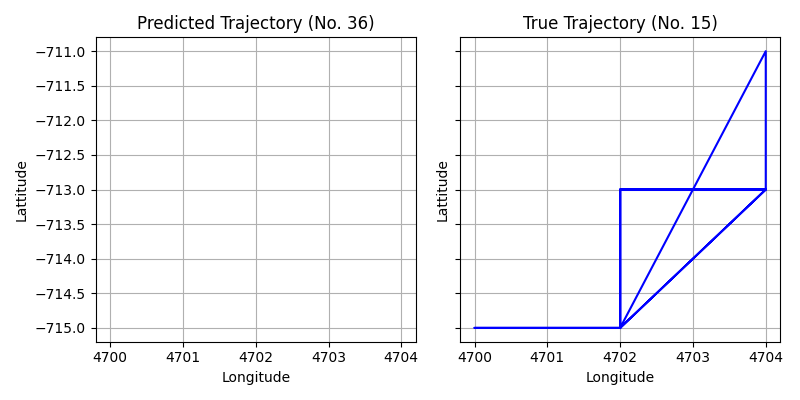 Predicted Trajectory (No. 36)
True Trajectory (No. 15)
−711.0
−711.5
−712.0
−712.5
−713.0
−713.5
−714.0
−714.5
−715.0
Lattitude
Lattitude
4700 4701 4702 4703 4704
4700 4701 4702 4703 4704
Longitude
Longitude